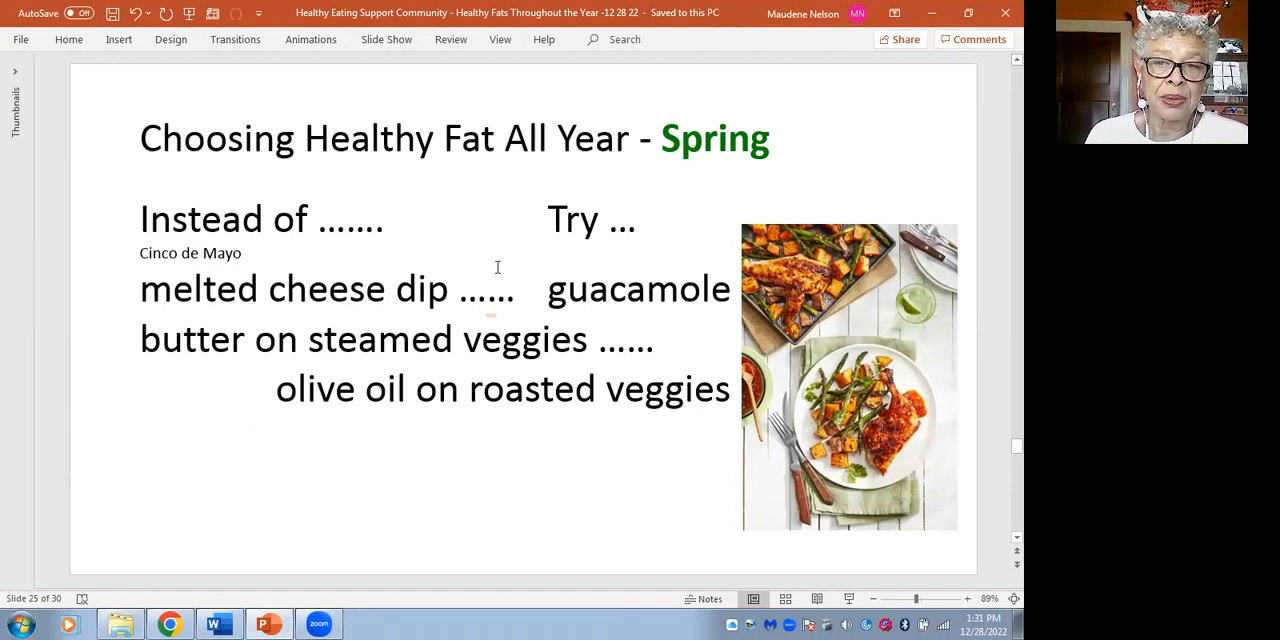 AutoSave Off Healthy Eating Support Community - Healthy Fats Throughout the Year -12 28 22 - Saved to this PC Maudene Nelson MN
File Home Insert Design Transitions Animations Slide Show Review View Help Search Share Comments
Thumbnails
Choosing Healthy Fat All Year - Spring
Instead of ....... Try ...
Cinco de Mayo
melted cheese dip ...... guacamole
butter on steamed veggies ......
olive oil on roasted veggies
Slide 25 of 30 Notes 89%
zoom
1:31 PM
12/28/2022